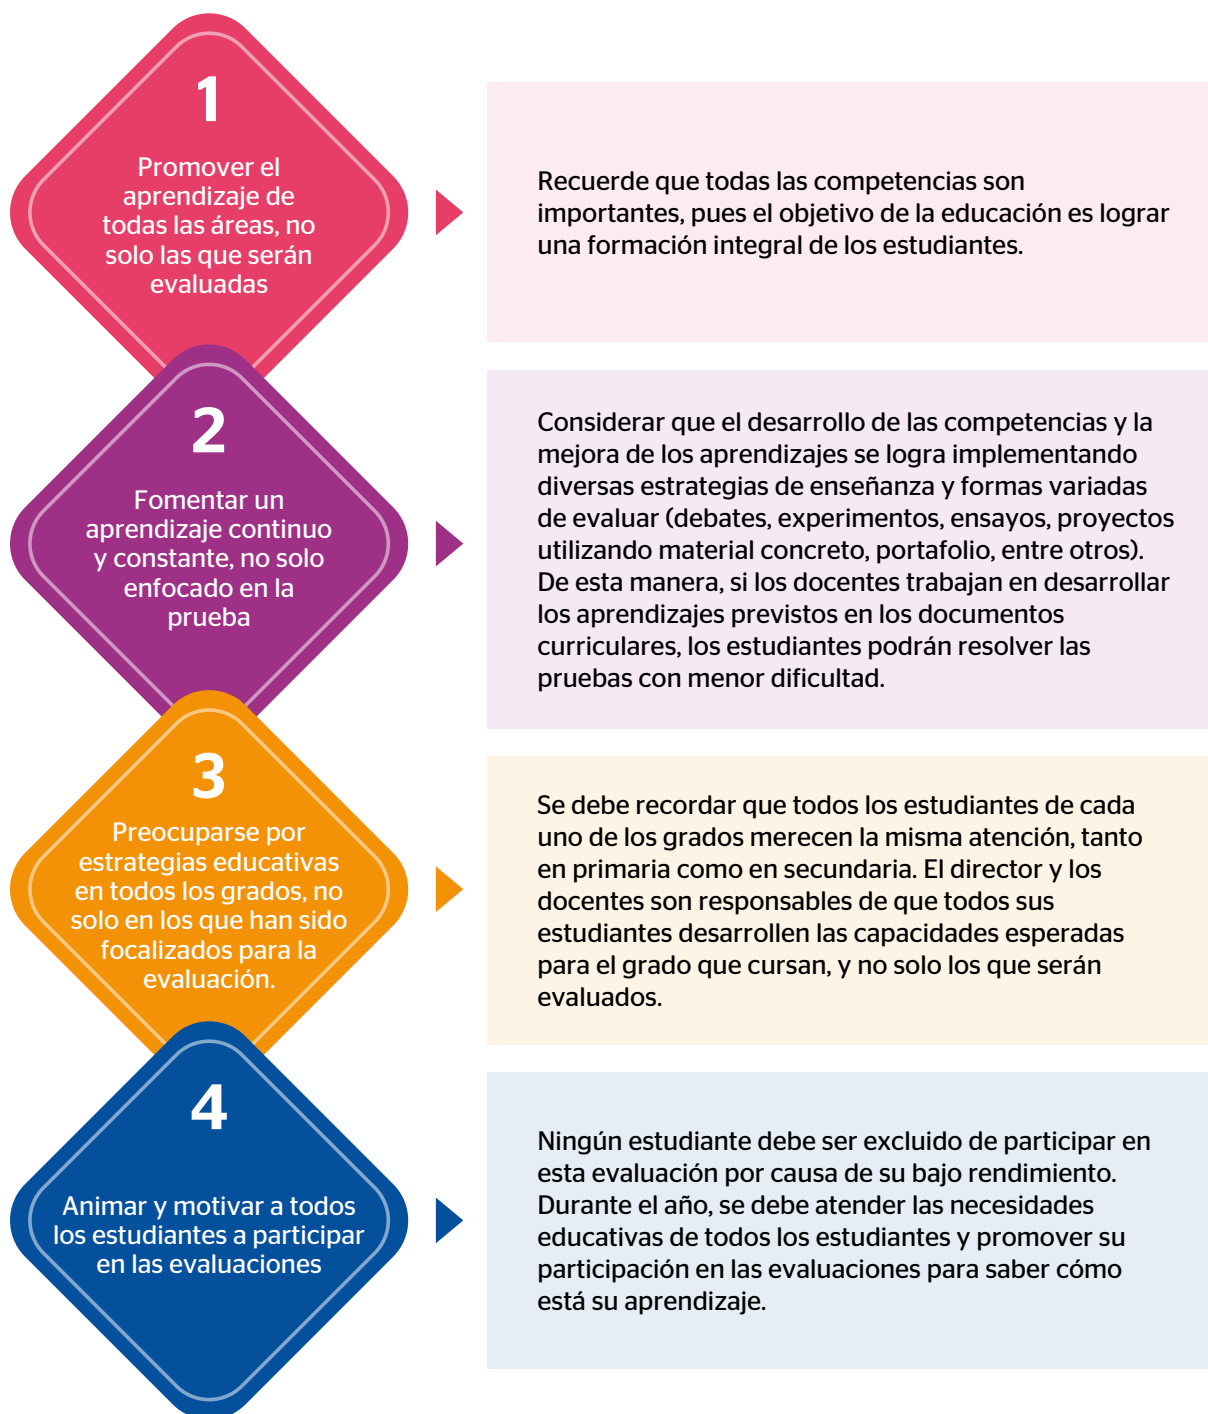 1
Promover el
aprendizaje de
todas las áreas, no
solo las que serán
evaluadas
Recuerde que todas las competencias son
importantes, pues el objetivo de la educación es lograr
una formación integral de los estudiantes.
2
Fomentar un
aprendizaje continuo
y constante, no solo
enfocado en la
prueba
Considerar que el desarrollo de las competencias y la
mejora de los aprendizajes se logra implementando
diversas estrategias de enseñanza y formas variadas
de evaluar (debates, experimentos, ensayos, proyectos
utilizando material concreto, portafolio, entre otros).
De esta manera, si los docentes trabajan en desarrollar
los aprendizajes previstos en los documentos
curriculares, los estudiantes podrán resolver las
pruebas con menor dificultad.
3
Preocuparse por
estrategias educativas
en todos los grados, no
solo en los que han sido
focalizados para la
evaluación.
Se debe recordar que todos los estudiantes de cada
uno de los grados merecen la misma atención, tanto
en primaria como en secundaria. El director y los
docentes son responsables de que todos sus
estudiantes desarrollen las capacidades esperadas
para el grado que cursan, y no solo los que serán
evaluados.
4
Animar y motivar a todos
los estudiantes a participar
en las evaluaciones
Ningún estudiante debe ser excluido de participar en
esta evaluación por causa de su bajo rendimiento.
Durante el año, se debe atender las necesidades
educativas de todos los estudiantes y promover su
participación en las evaluaciones para saber cómo
está su aprendizaje.